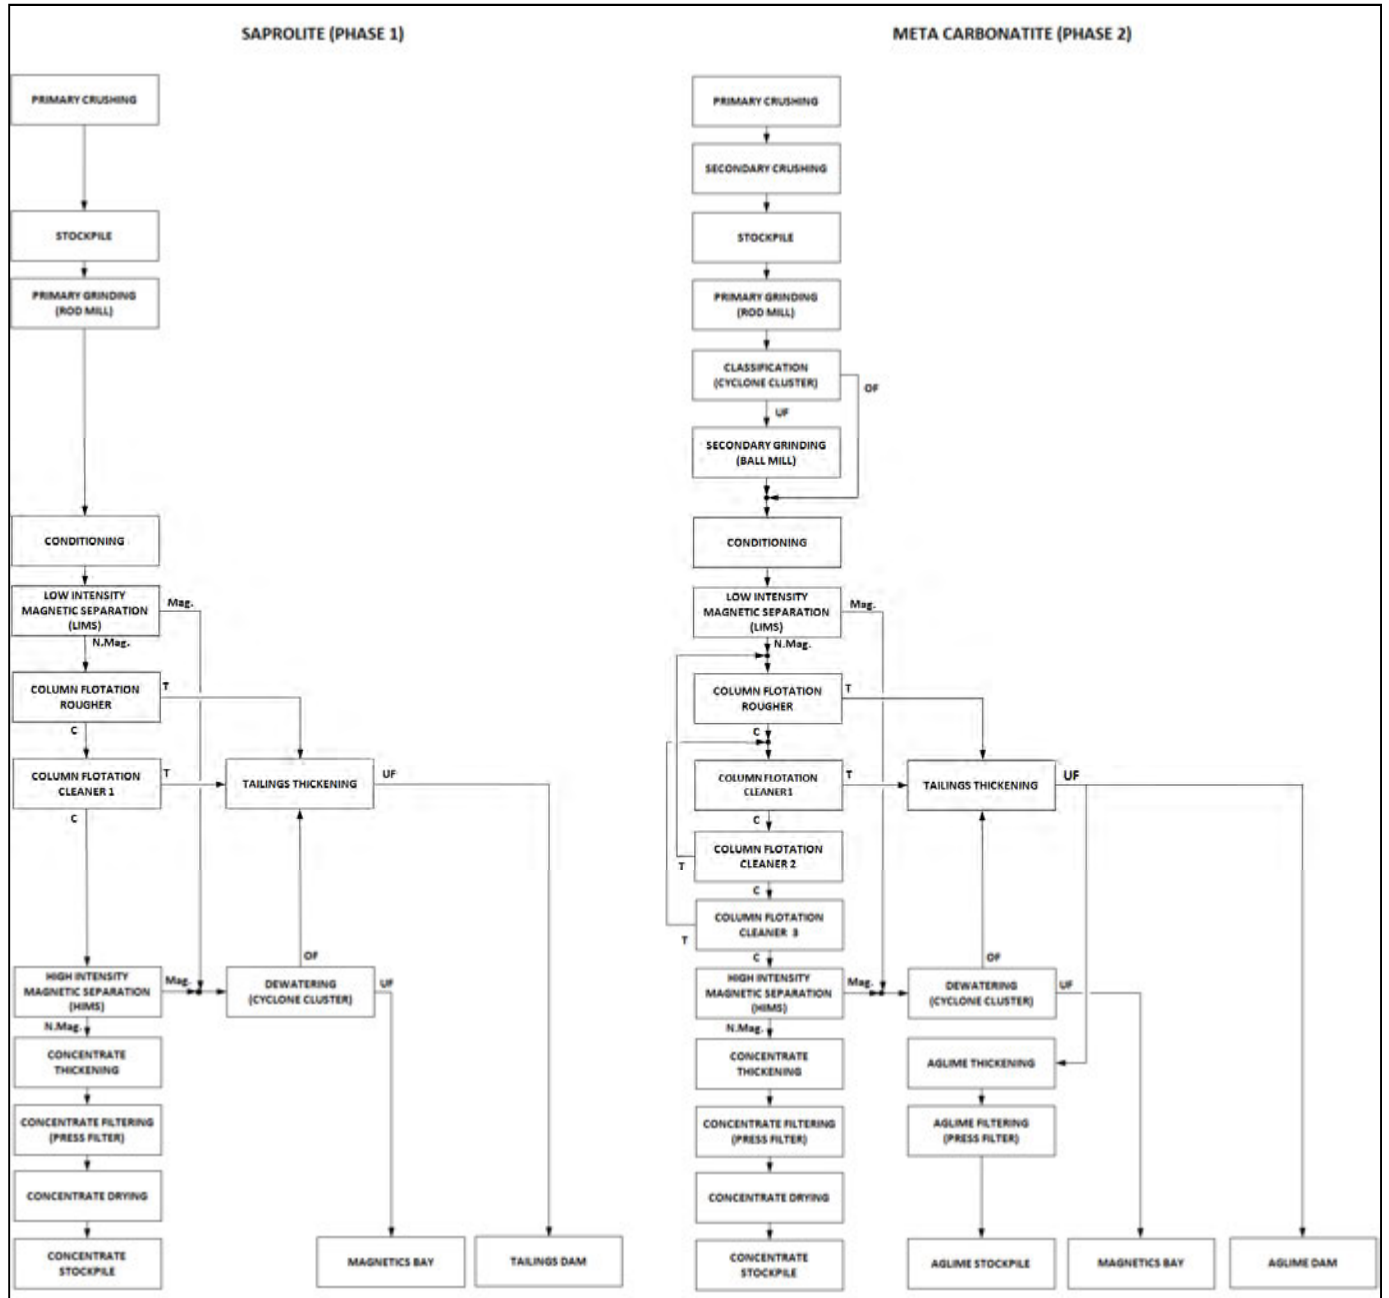 SAPROLITE (PHASE 1)
PRIMARY CRUSHING
STOCKPILE
PRIMARY GRINDING
(ROD MILL)
CONDITIONING
LOW INTENSITY
MAGNETIC SEPARATION
(LIMS)
Mag.
N.Mag.
COLUMN FLOTATION
ROUGHER
T
C
COLUMN FLOTATION
CLEANER 1
T
C
TAILINGS THICKENING
UF
HIGH INTENSITY
MAGNETIC SEPARATION
(HIMS)
Mag.
N.Mag.
OF
DEWATERING
(CYCLONE CLUSTER)
UF
CONCENTRATE
THICKENING
CONCENTRATE FILTERING
(PRESS FILTER)
CONCENTRATE DRYING
CONCENTRATE
STOCKPILE
MAGNETICS BAY
TAILINGS DAM
META CARBONATITE (PHASE 2)
PRIMARY CRUSHING
SECONDARY CRUSHING
STOCKPILE
PRIMARY GRINDING
(ROD MILL)
CLASSIFICATION
(CYCLONE CLUSTER)
OF
UF
SECONDARY GRINDING
(BALL MILL)
CONDITIONING
LOW INTENSITY
MAGNETIC SEPARATION
(LIMS)
Mag.
N.Mag.
COLUMN FLOTATION
ROUGHER
T
C
COLUMN FLOTATION
CLEANER1
T
C
TAILINGS THICKENING
UF
COLUMN FLOTATION
CLEANER 2
T
C
COLUMN FLOTATION
CLEANER 3
T
C
HIGH INTENSITY
MAGNETIC SEPARATION
(HIMS)
Mag.
N.Mag.
OF
DEWATERING
(CYCLONE CLUSTER)
UF
CONCENTRATE
THICKENING
AGLIME THICKENING
CONCENTRATE FILTERING
(PRESS FILTER)
AGLIME FILTERING
(PRESS FILTER)
CONCENTRATE DRYING
CONCENTRATE
STOCKPILE
AGLIME STOCKPILE
MAGNETICS BAY
AGLIME DAM